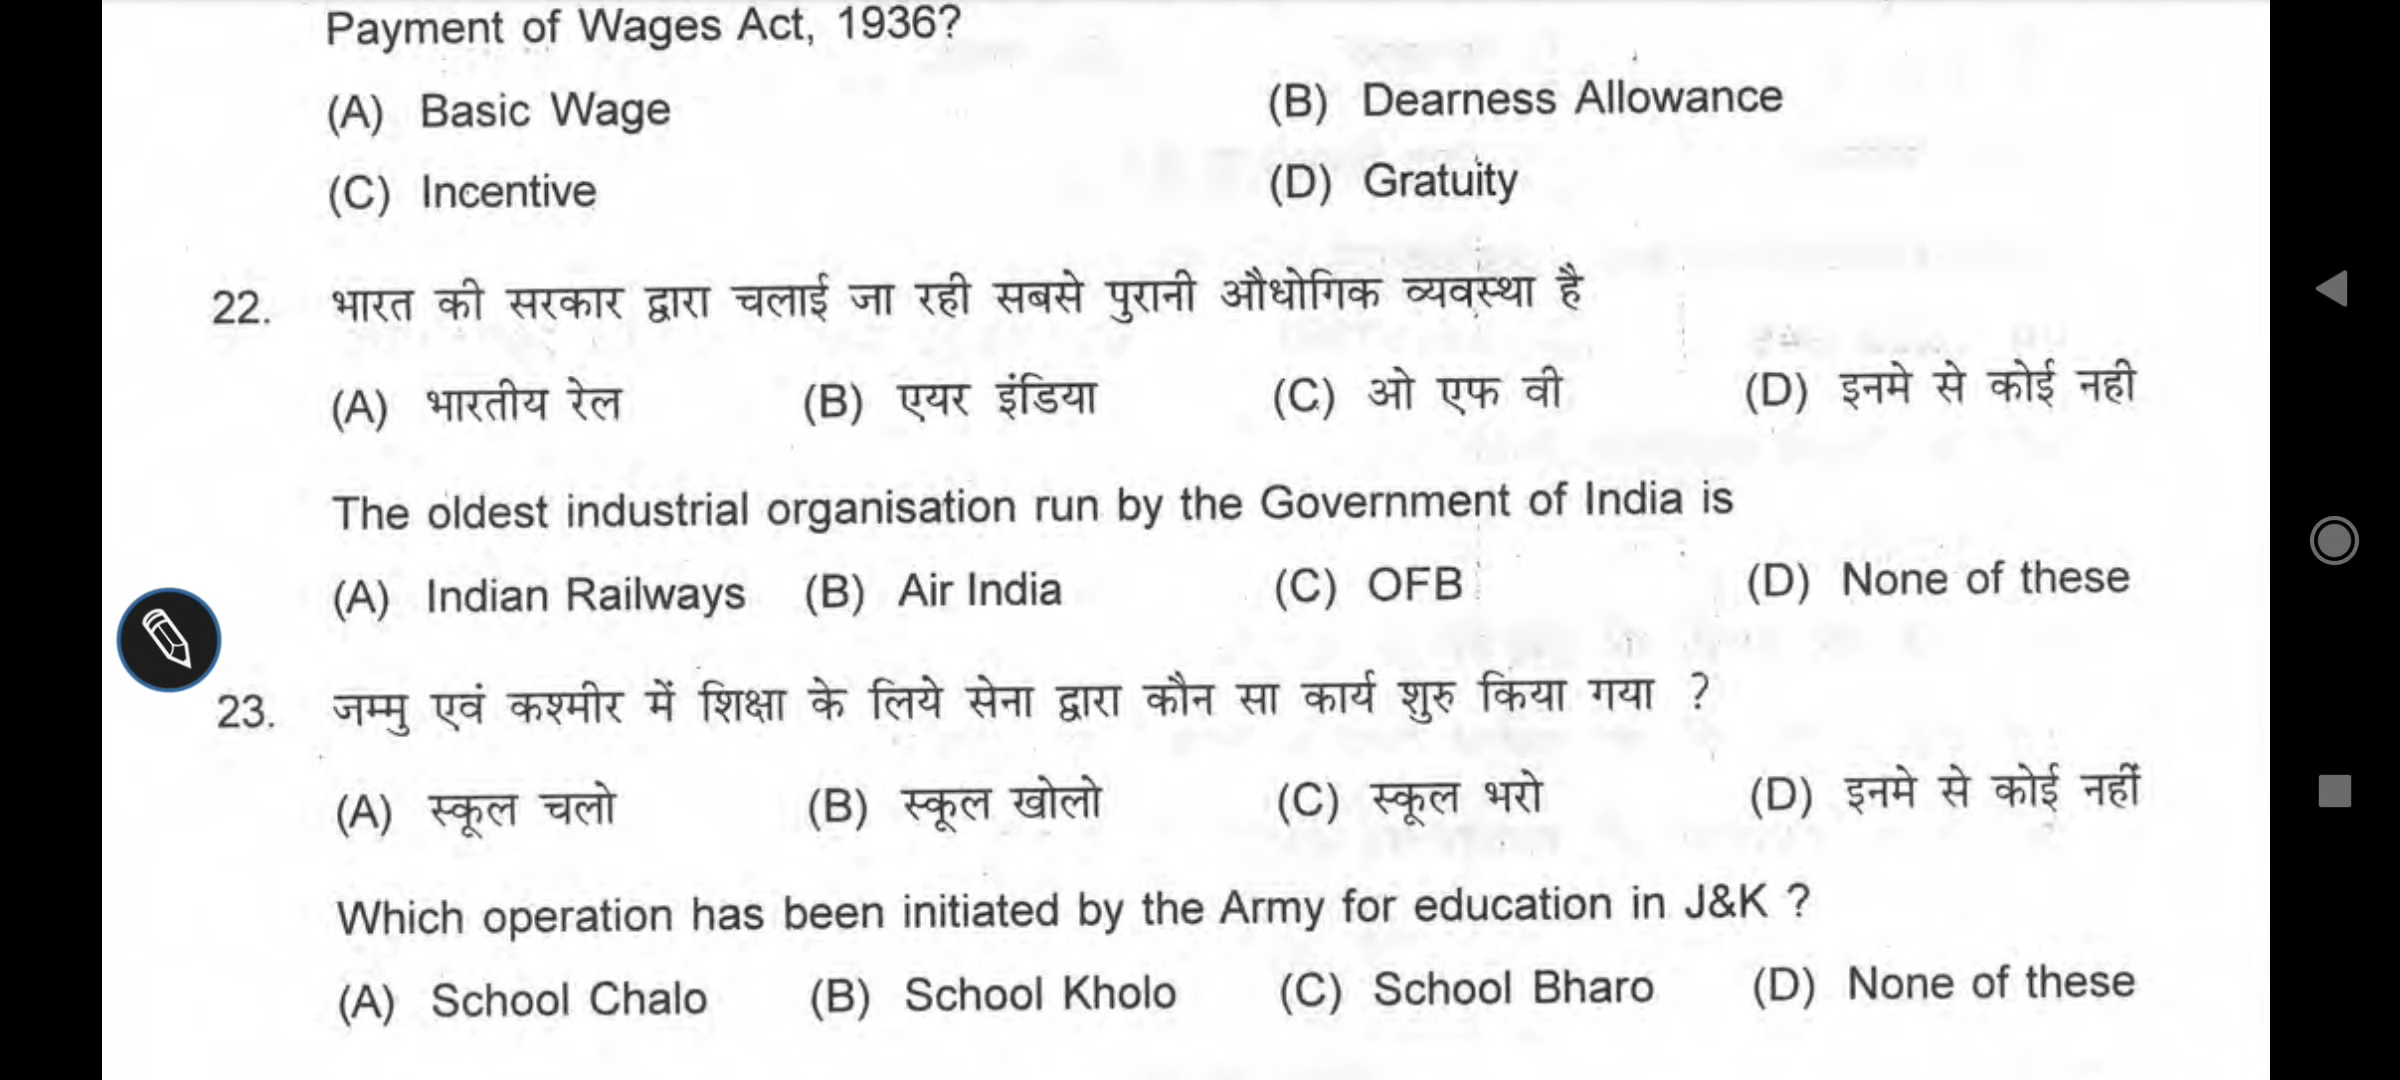 Payment of Wages Act, 1936?
(A) Basic Wage (B) Dearness Allowance
(C) Incentive (D) Gratuity
22. भारत की सरकार द्वारा चलाई जा रही सबसे पुरानी औधोगिक व्यवस्था है
(A) भारतीय रेल (B) एयर इंडिया (C) ओ एफ वी (D) इनमे से कोई नही
The oldest industrial organisation run by the Government of India is
(A) Indian Railways (B) Air India (C) OFB (D) None of these
23. जम्मु एवं कश्मीर में शिक्षा के लिये सेना द्वारा कौन सा कार्य शुरु किया गया ?
(A) स्कूल चलो (B) स्कूल खोलो (C) स्कूल भरो (D) इनमे से कोई नहीं
Which operation has been initiated by the Army for education in J&K ?
(A) School Chalo (B) School Kholo (C) School Bharo (D) None of these